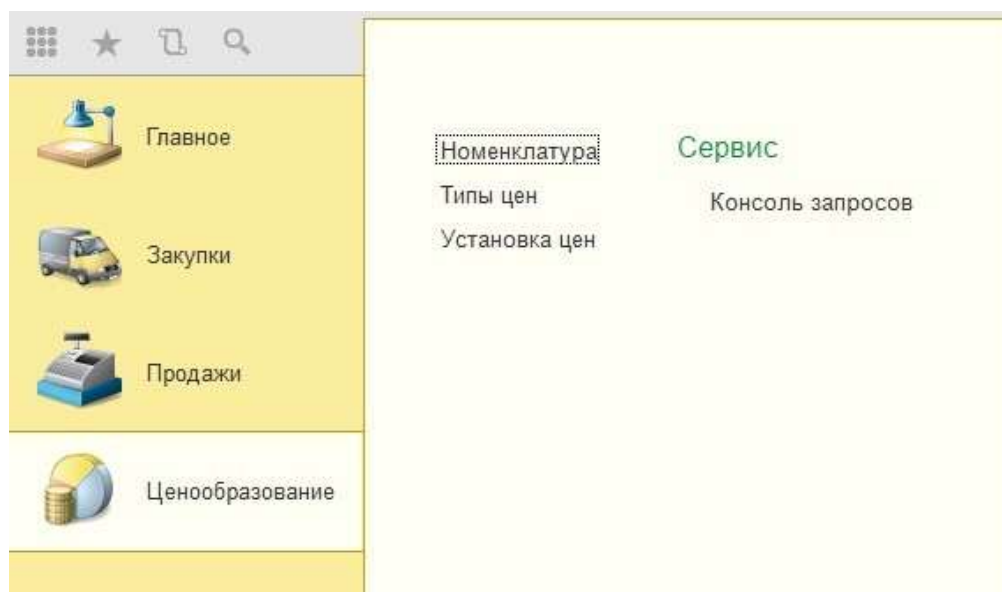 Главное
Закупки
Продажи
Ценообразование
Номенклатура
Типы цен
Установка цен
Сервис
Консоль запросов